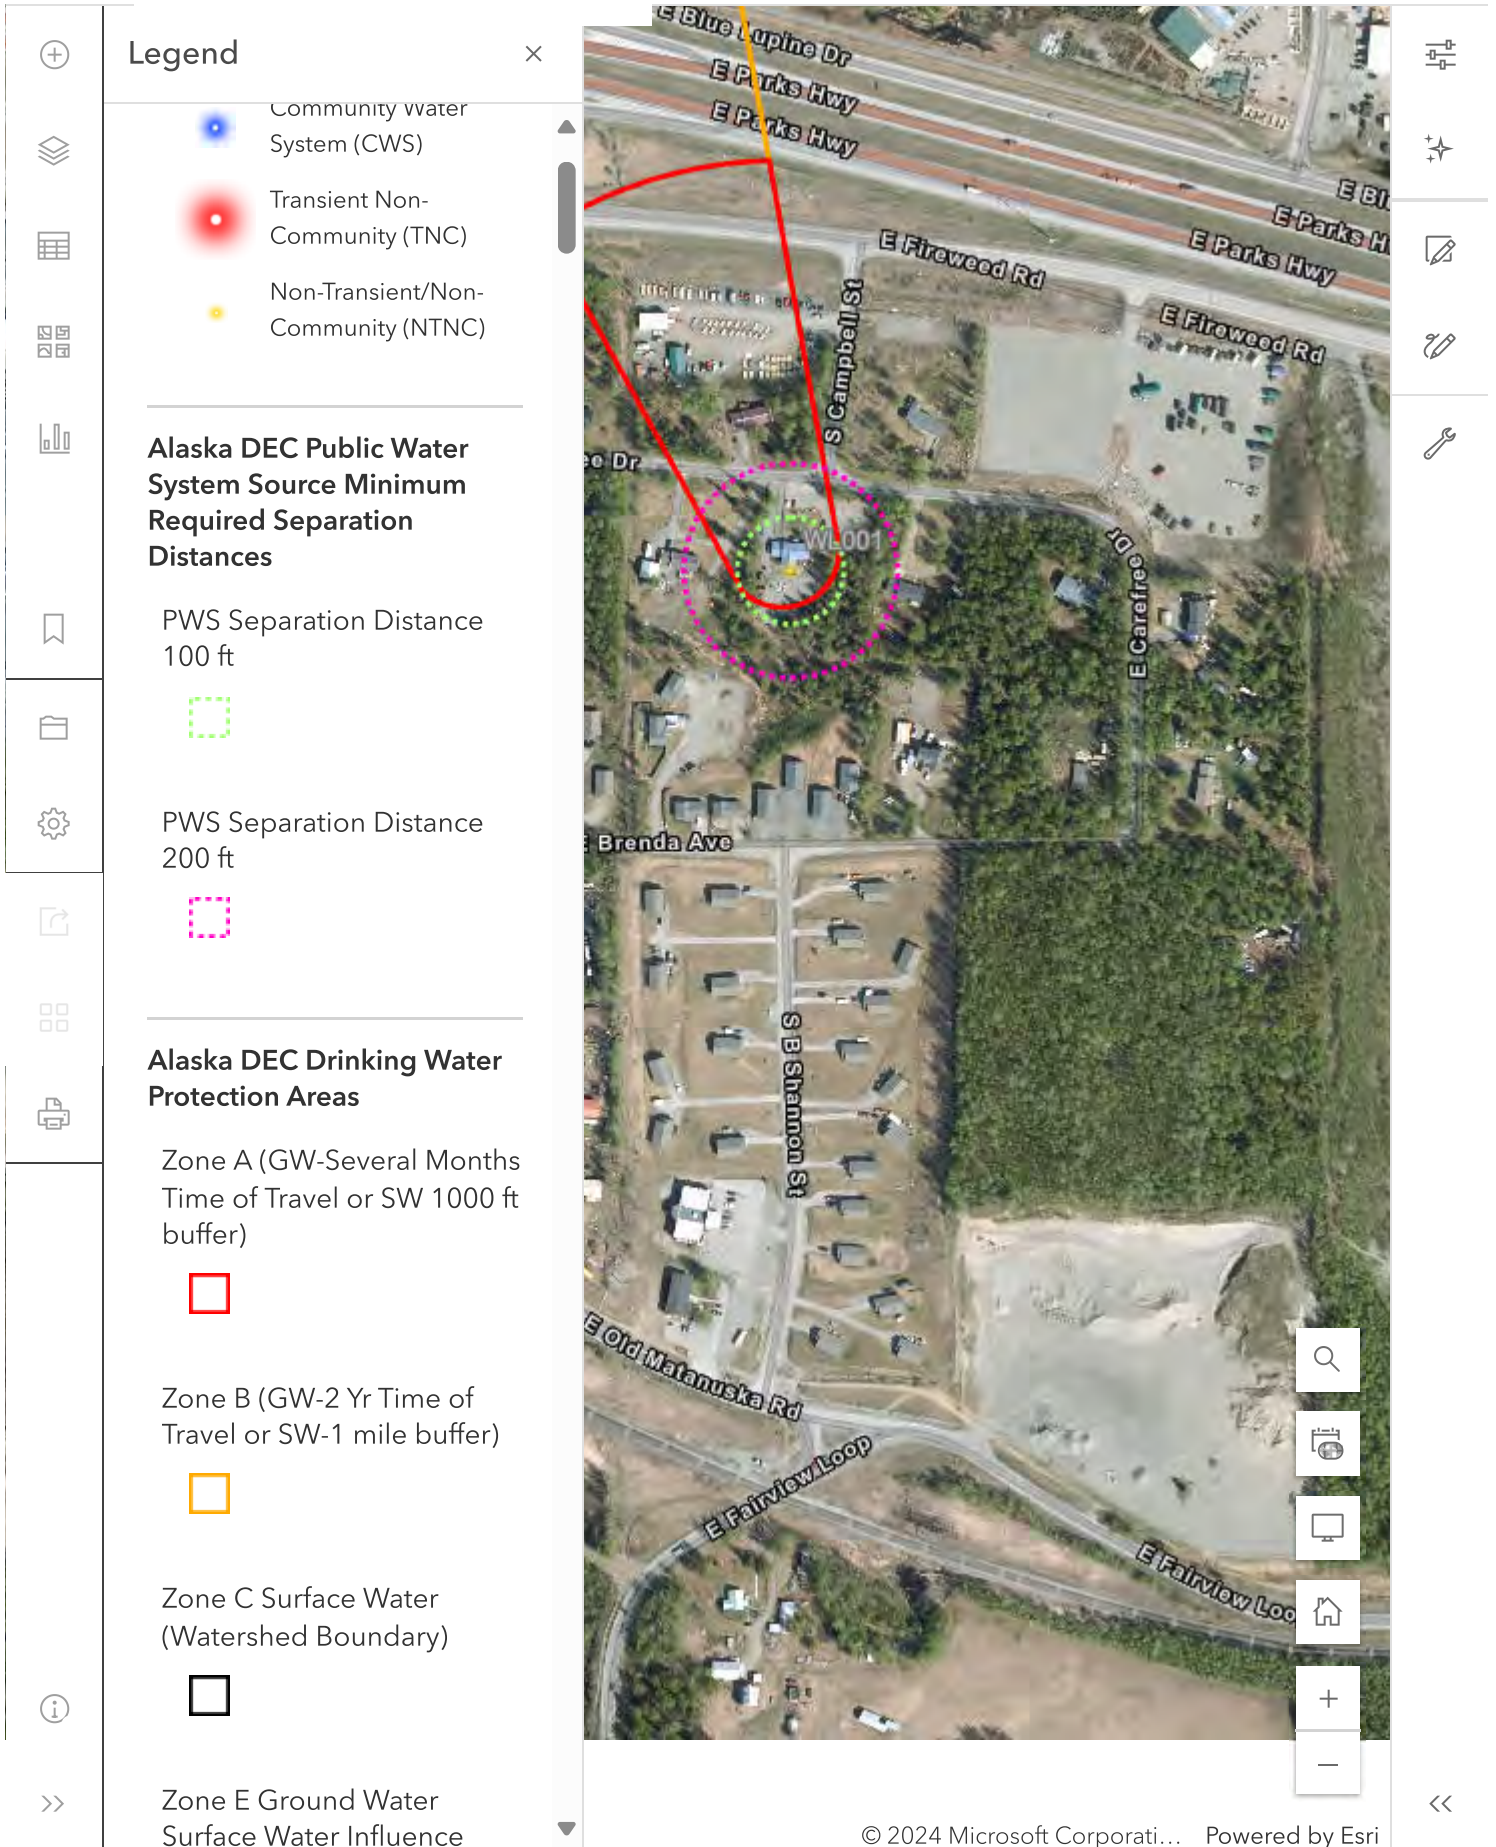 Legend
Community Water
System (CWS)
Transient Non-
Community (TNC)
Non-Transient/Non-
Community (NTNC)
Alaska DEC Public Water
System Source Minimum
Required Separation
Distances
PWS Separation Distance
100 ft
PWS Separation Distance
200 ft
Alaska DEC Drinking Water
Protection Areas
Zone A (GW-Several Months
Time of Travel or SW 1000 ft
buffer)
Zone B (GW-2 Yr Time of
Travel or SW-1 mile buffer)
Zone C Surface Water
(Watershed Boundary)
Zone E Ground Water
Surface Water Influence
E Blue Lupine Dr
E Parks Hwy
E Parks Hwy
E Bl
E Parks H
E Parks Hwy
E Fireweed Rd
E Fireweed Rd
S Campbell St
ee Dr
WL001
E Carefree Dr
E Brenda Ave
S B Shannon St
E Old Matanuska Rd
E Fairview Loop
E Fairview Loo
© 2024 Microsoft Corporati...
Powered by Esri